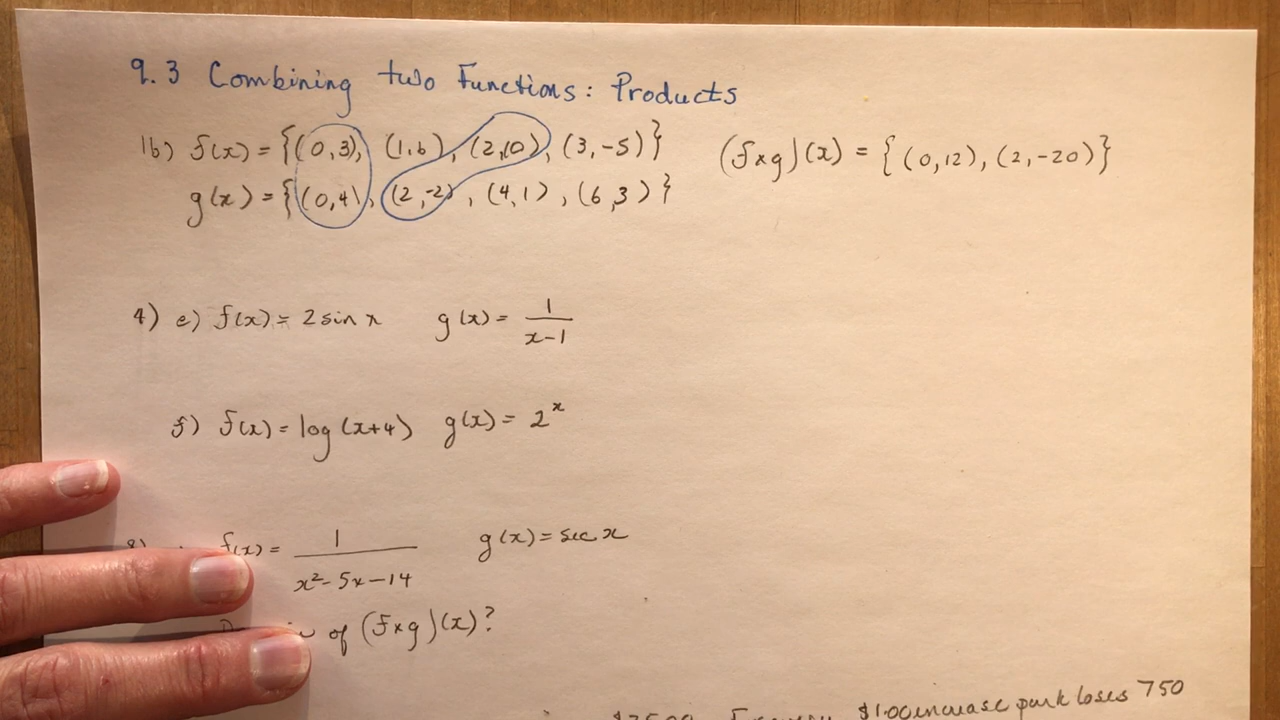 9.3 Combining two Functions: Products
1b) f(x) = {(0,3), (1,6), (2,10), (3,-5)} (f×g)(x) = {(0,12), (2,-20)}
g(x) = {(0,4), (2,-2), (4,1), (6,3)}
4) e) f(x) = 2 sin x g(x) = 1/(x-1)
f) f(x) = log(x+4) g(x) = 2^x
8) f(x) = 1/(x²-5x-14) g(x) = sec x
of (f×g)(x)?
$1.00 increase park loses 750